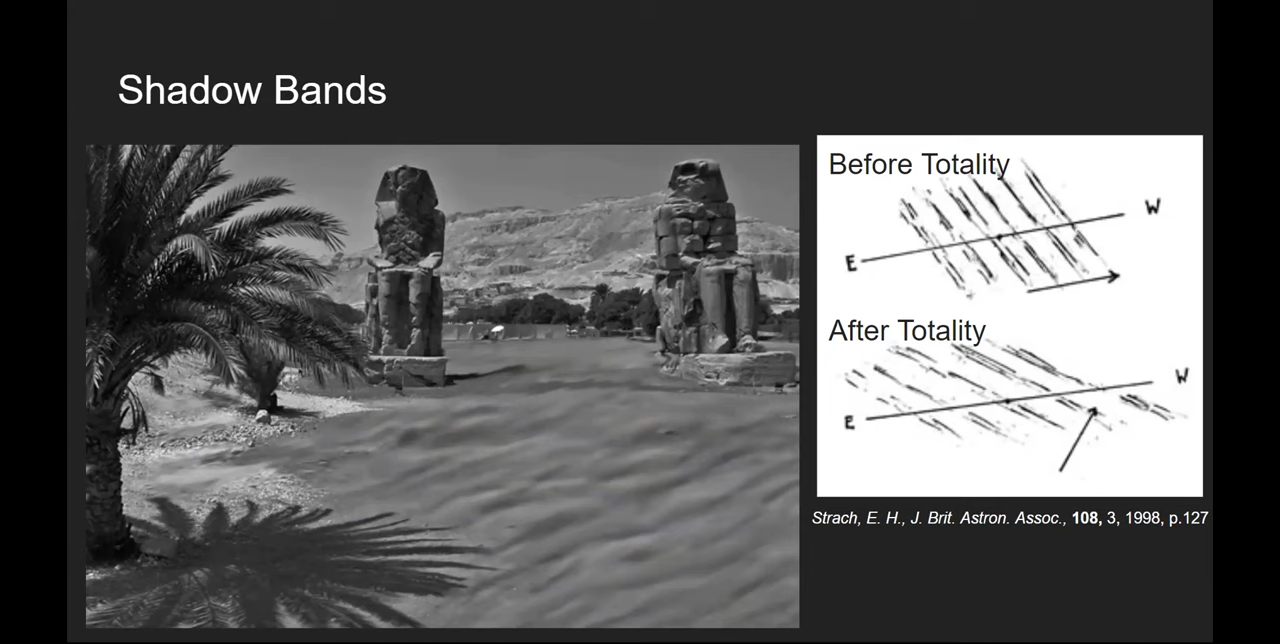 Shadow Bands
Before Totality
W
E
After Totality
W
E
Strach, E. H., J. Brit. Astron. Assoc., 108, 3, 1998, p.127